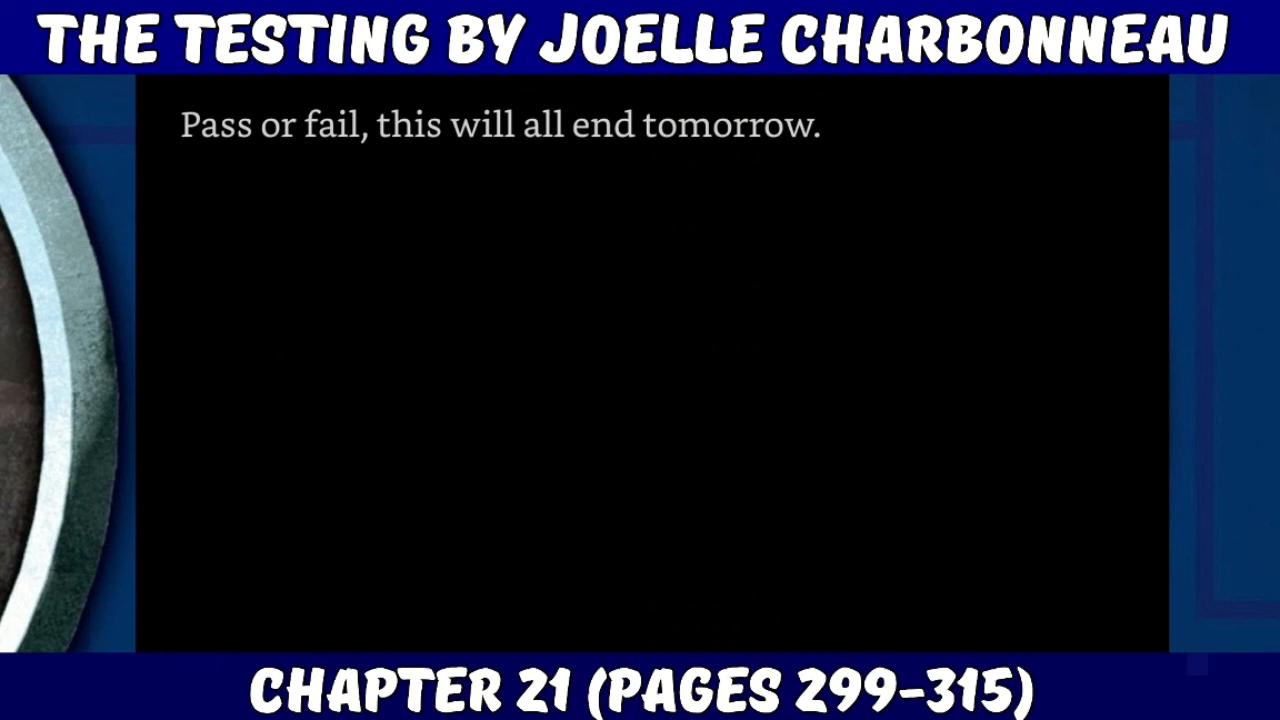 THE TESTING BY JOELLE CHARBONNEAU
Pass or fail, this will all end tomorrow.
CHAPTER 21 (PAGES 299-315)